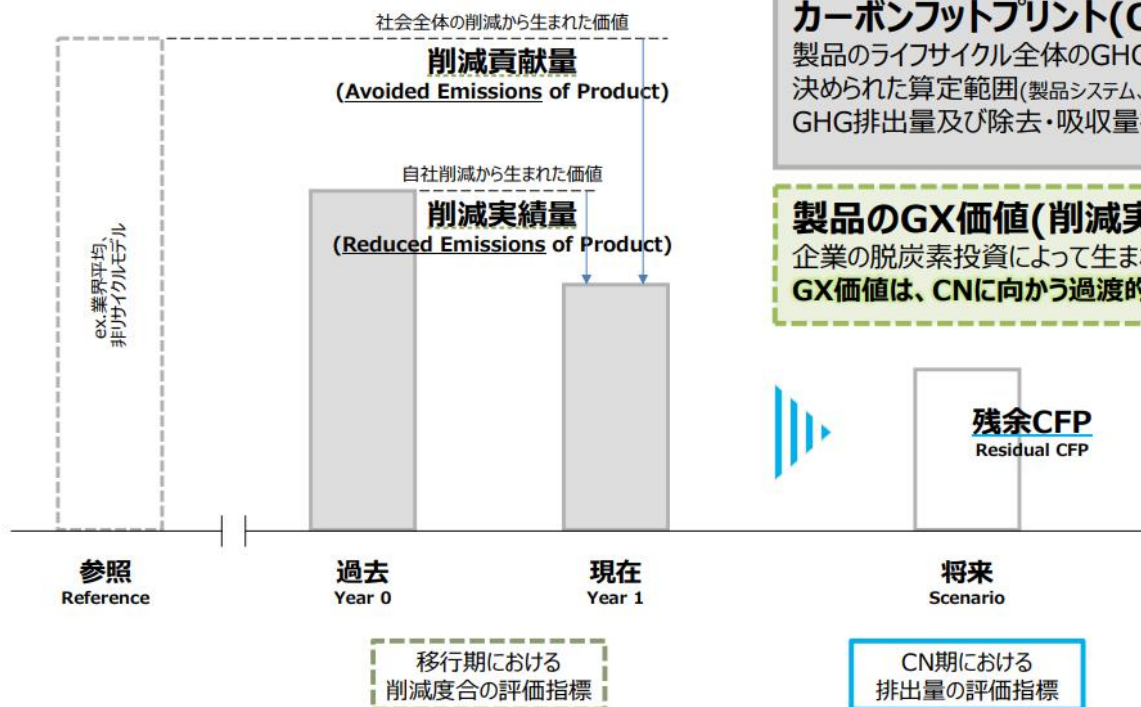 社会全体の削減から生まれた価値
削減貢献量
(Avoided Emissions of Product)
自社削減から生まれた価値
削減実績量
(Reduced Emissions of Product)
ex.業界平均,
非リサイクルモデル
カーボンフットプリント(C
製品のライフサイクル全体のGHG
決められた算定範囲(製品システム、
GHG排出量及び除去・吸収量
製品のGX価値(削減実
企業の脱炭素投資によって生ま
GX価値は、CNに向かう過渡的
残余CFP
Residual CFP
参照
Reference
過去
Year 0
現在
Year 1
将来
Scenario
移行期における
削減度合の評価指標
CN期における
排出量の評価指標